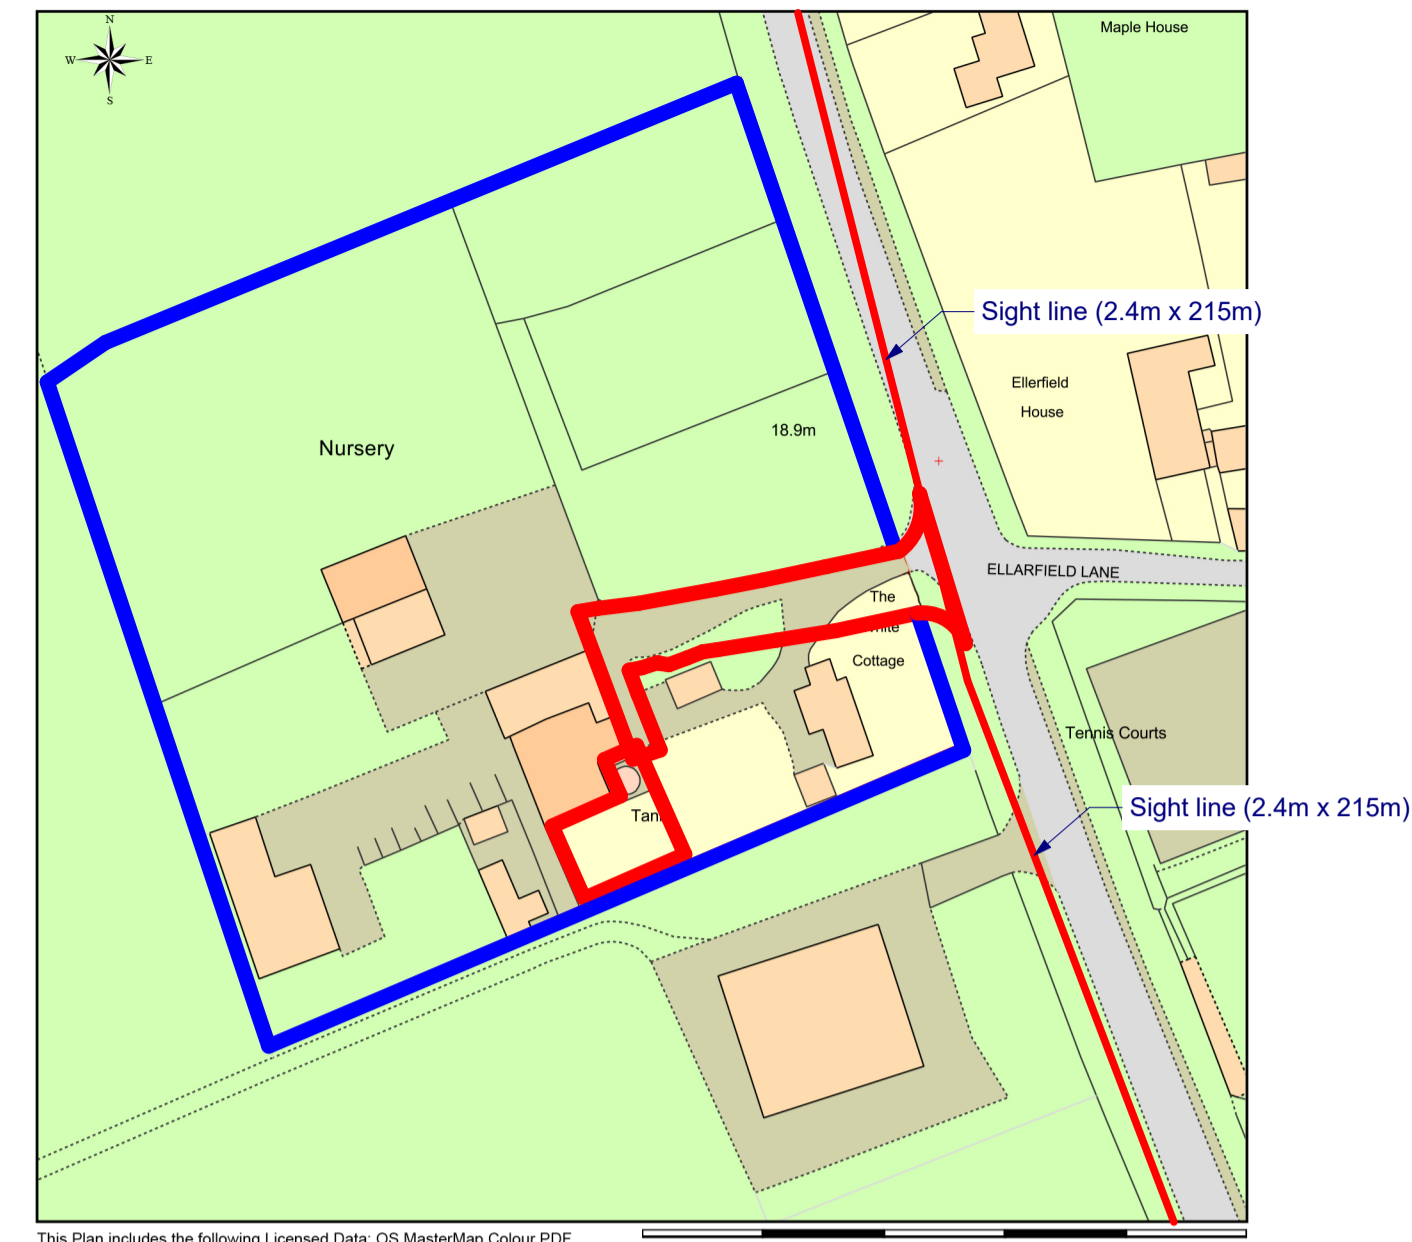 N
W
E
S
Maple House
Sight line (2.4m x 215m)
Ellerfield
House
18.9m
Nursery
ELLARFIELD LANE
The
Cottage
Tennis Courts
Sight line (2.4m x 215m)
This Plan includes the following Licensed Data: OS MasterMap Colour PDF